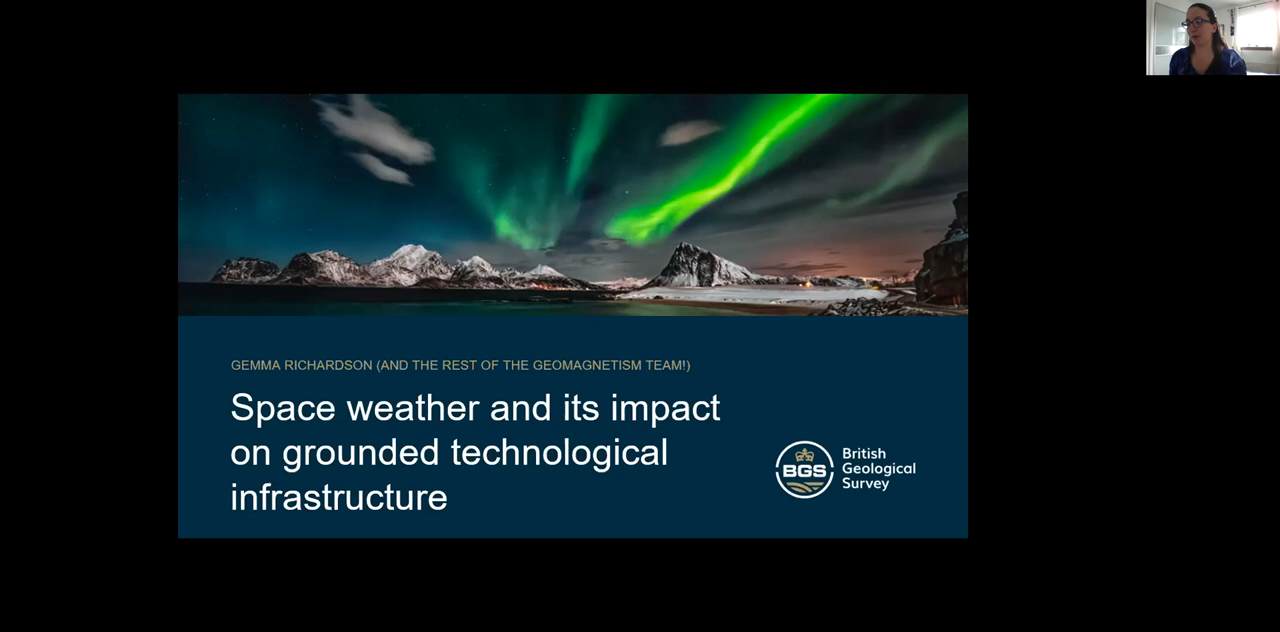 GEMMA RICHARDSON (AND THE REST OF THE GEOMAGNETISM TEAM!)
Space weather and its impact
on grounded technological
infrastructure
BGS
British
Geological
Survey